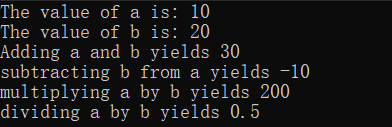 The value of a is: 10
The value of b is: 20
Adding a and b yields 30
subtracting b from a yields -10
multiplying a by b yields 200
dividing a by b yields 0.5